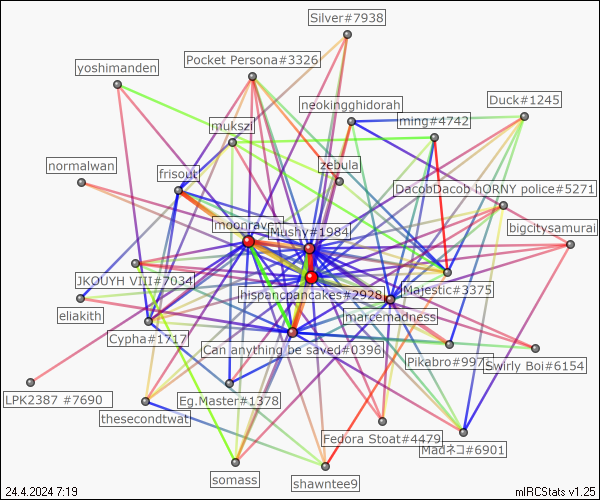 Silver#7938
Pocket Persona#3326
yoshimanden
neokingghidorah
Duck#1245
ming#4742
mukszi
normalwan
zebula
frisout
DacobDacob hORNY police#5271
moonraven
Mushy#1984
bigcitysamurai
JKOUYH VIII#7034
hispancpancakes#2928
Majestic#3375
eliakith
marcemadness
Cypha#1717
Can anything be saved#0396
Pikabro#997
Swirly Boi#6154
LPK2387 #7690
Eg.Master#1378
thesecondtwat
Fedora Stoat#4479
Madネコ#6901
somass
shawntee9
24.4.2024 7:19
mIRCStats v1.25